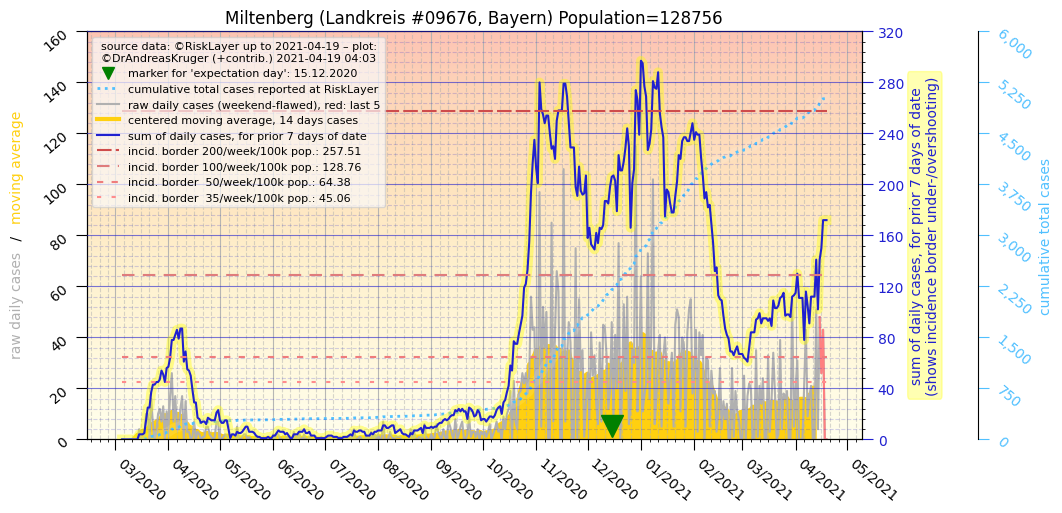 Miltenberg (Landkreis #09676, Bayern) Population=128756
source data: ©RiskLayer up to 2021-04-19 – plot:
©DrAndreasKruger (+contrib.) 2021-04-19 04:03
marker for 'expectation day': 15.12.2020
cumulative total cases reported at RiskLayer
raw daily cases (weekend-flawed), red: last 5
centered moving average, 14 days cases
sum of daily cases, for prior 7 days of date
incid. border 200/week/100k pop.: 257.51
incid. border 100/week/100k pop.: 128.76
incid. border  50/week/100k pop.: 64.38
incid. border  35/week/100k pop.: 45.06
raw daily cases  /  moving average
160
140
120
100
80
60
40
20
0
320
280
240
200
160
120
80
40
0
sum of daily cases, for prior 7 days of date
(shows incidence border under-/overshooting)
6,000
5,250
4,500
3,750
3,000
2,250
1,500
750
0
cumulative total cases
03/2020
04/2020
05/2020
06/2020
07/2020
08/2020
09/2020
10/2020
11/2020
12/2020
01/2021
02/2021
03/2021
04/2021
05/2021